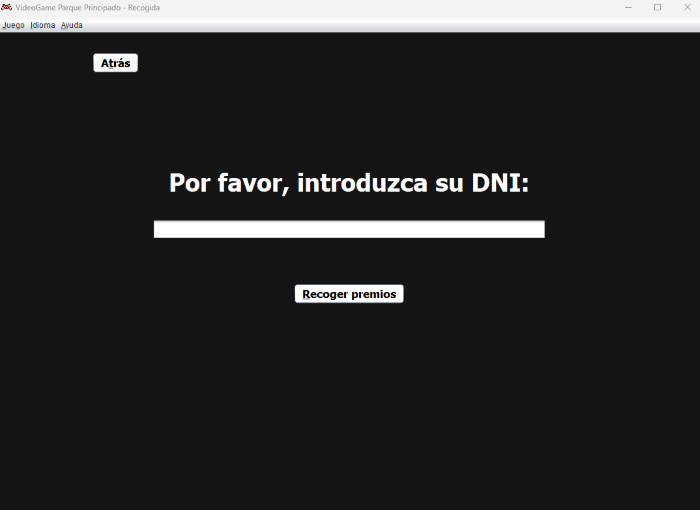 VideoGame Parque Principado - Recogida
Juego Idioma Ayuda
Atrás
Por favor, introduzca su DNI:
Recoger premios